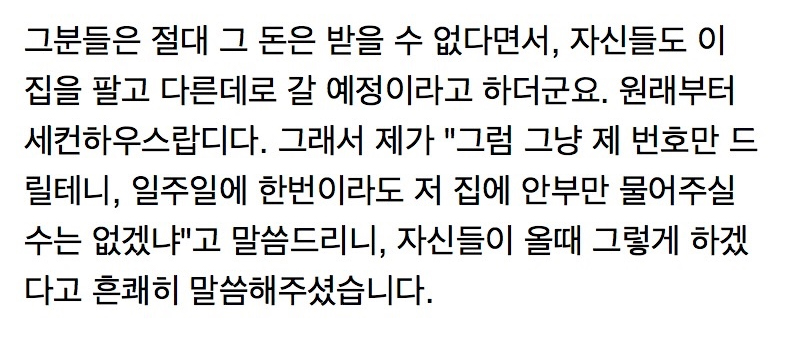 그분들은 절대 그 돈은 받을 수 없다면서, 자신들도 이
집을 팔고 다른데로 갈 예정이라고 하더군요. 원래부터
세컨하우스랍디다. 그래서 제가 "그럼 그냥 제 번호만 드
릴테니, 일주일에 한번이라도 저 집에 안부만 물어주실
수는 없겠냐"고 말씀드리니, 자신들이 올때 그렇게 하겠
다고 흔쾌히 말씀해주셨습니다.